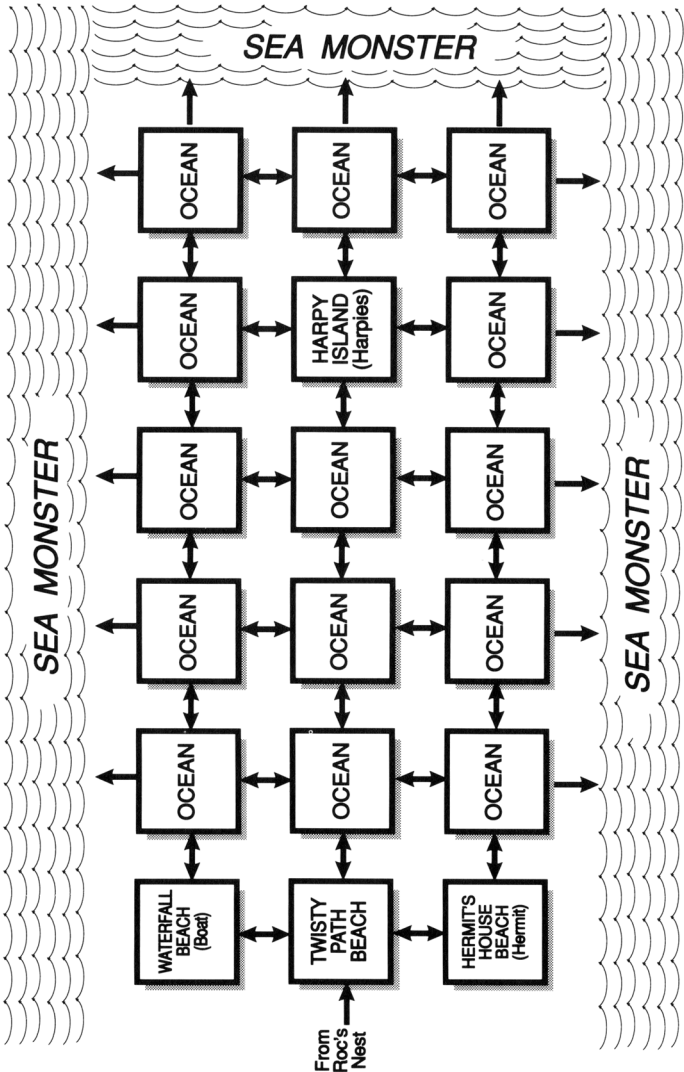 SEA MONSTER
OCEAN
OCEAN
OCEAN
OCEAN
HARPY
ISLAND
(Harpies)
OCEAN
SEA MONSTER
OCEAN
OCEAN
OCEAN
SEA MONSTER
OCEAN
OCEAN
OCEAN
OCEAN
OCEAN
OCEAN
WATERFALL
BEACH
(Boat)
TWISTY
PATH
BEACH
HERMIT'S
HOUSE
BEACH
(Hermit)
From
Roc's
Nest